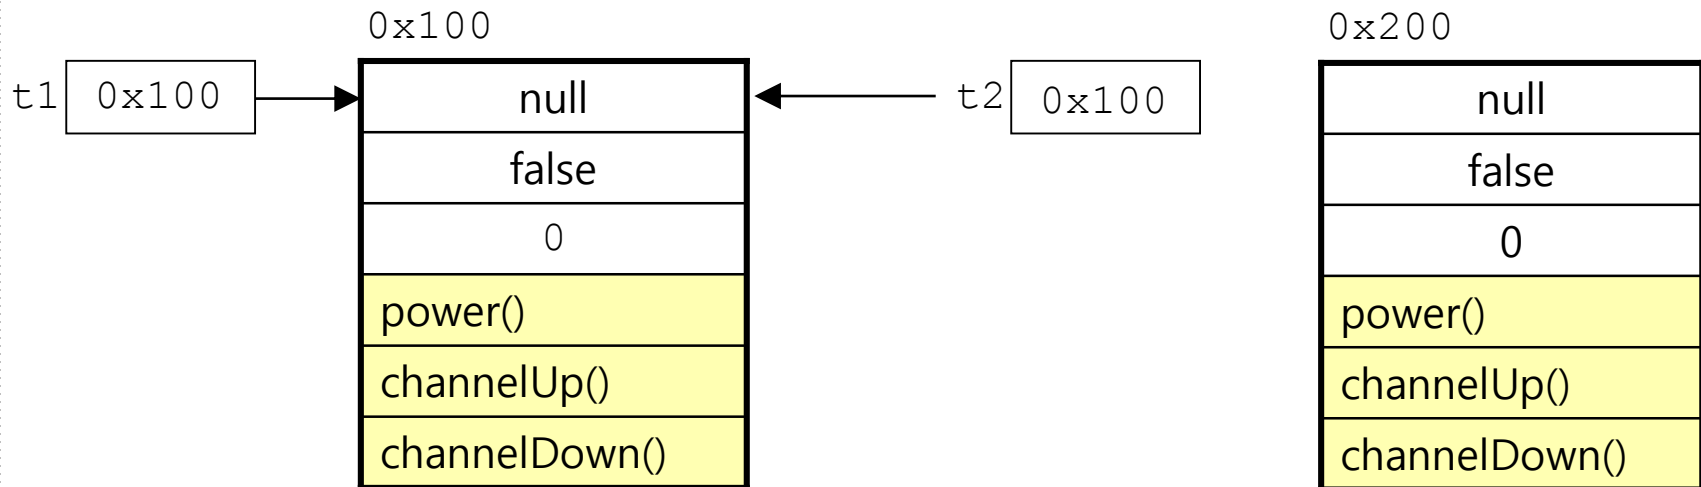 0x100
0x200
t1 0x100
null
t2 0x100
null
false
false
0
0
power()
power()
channelUp()
channelUp()
channelDown()
channelDown()